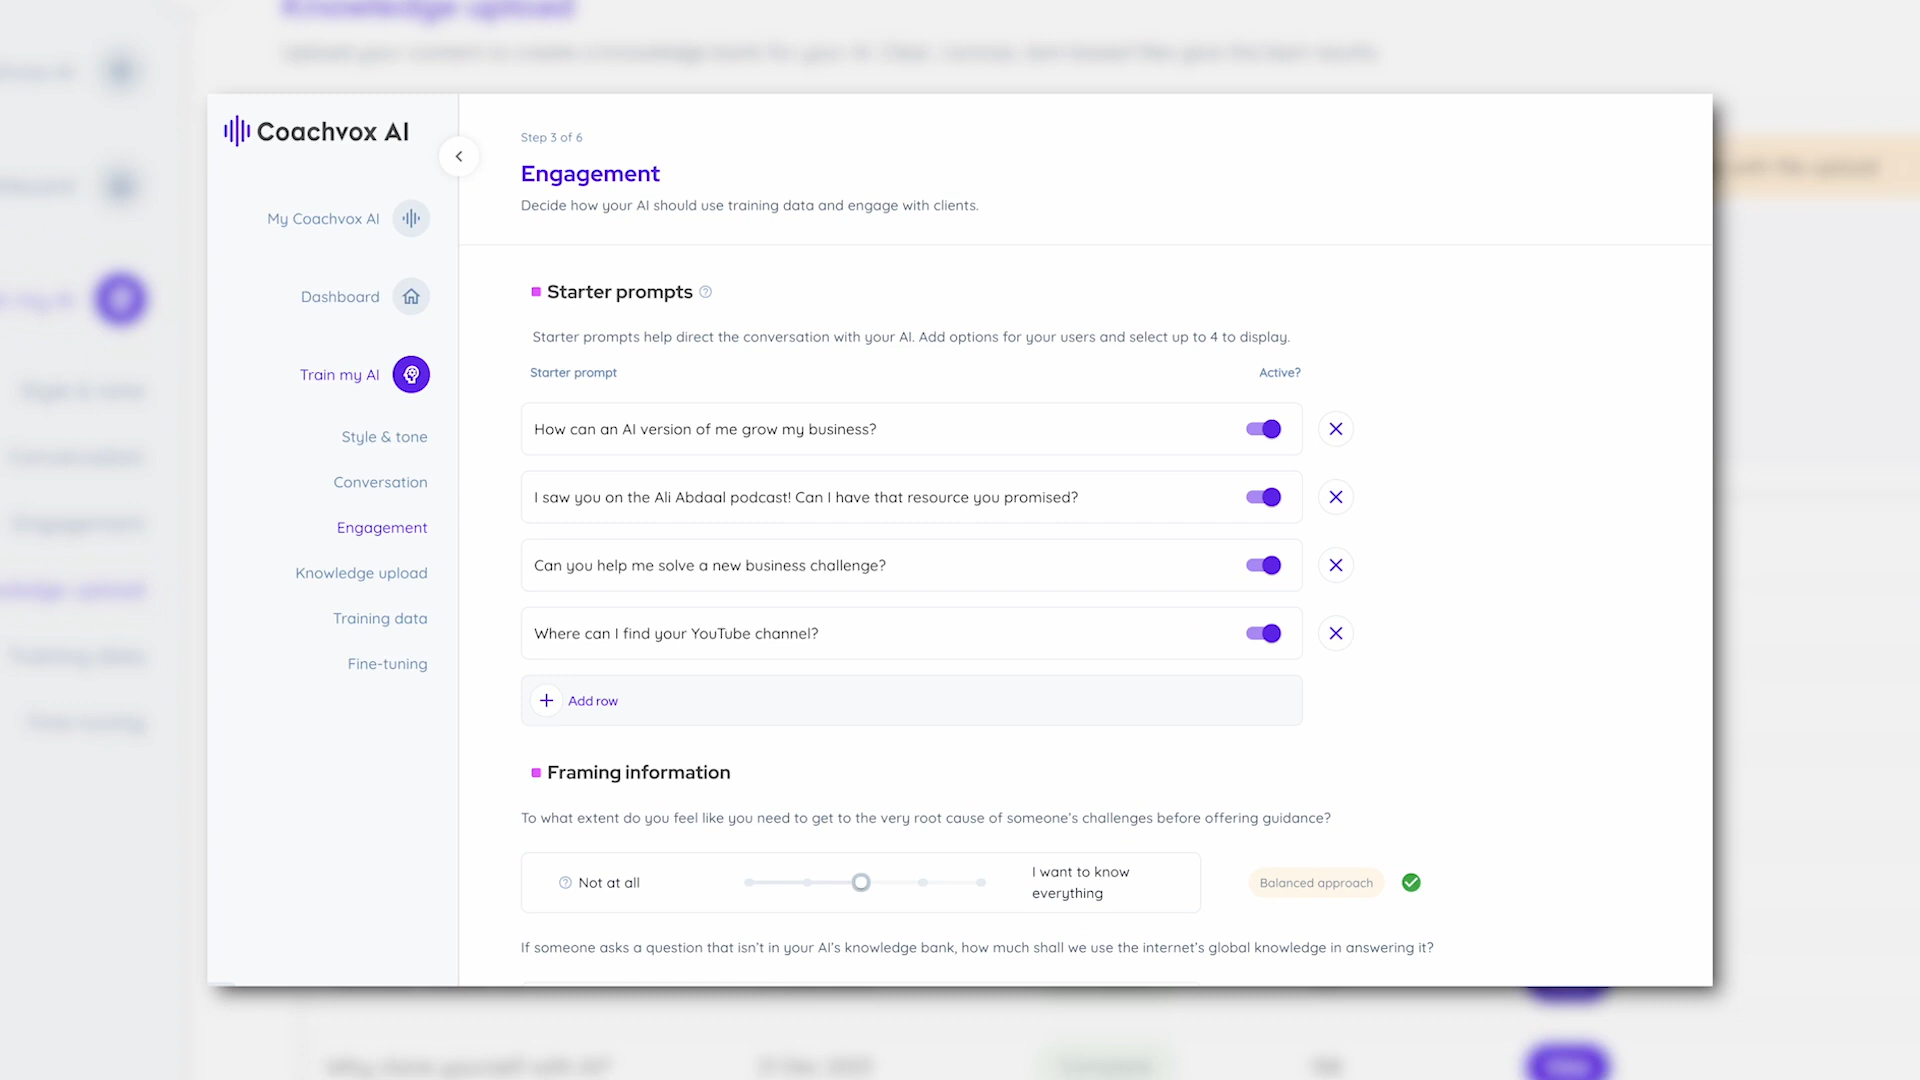 Knowledge upload
Coachvox AI
My Coachvox AI
Dashboard
Train my AI
Style & tone
Conversation
Engagement
Knowledge upload
Training data
Fine-tuning
Step 3 of 6
Engagement
Decide how your AI should use training data and engage with clients.
Starter prompts
Starter prompts help direct the conversation with your AI. Add options for your users and select up to 4 to display.
Starter prompt
Active?
How can an AI version of me grow my business?
I saw you on the Ali Abdaal podcast! Can I have that resource you promised?
Can you help me solve a new business challenge?
Where can I find your YouTube channel?
Add row
Framing information
To what extent do you feel like you need to get to the very root cause of someone's challenges before offering guidance?
Not at all
I want to know
everything
Balanced approach
If someone asks a question that isn't in your AI's knowledge bank, how much shall we use the internet's global knowledge in answering it?